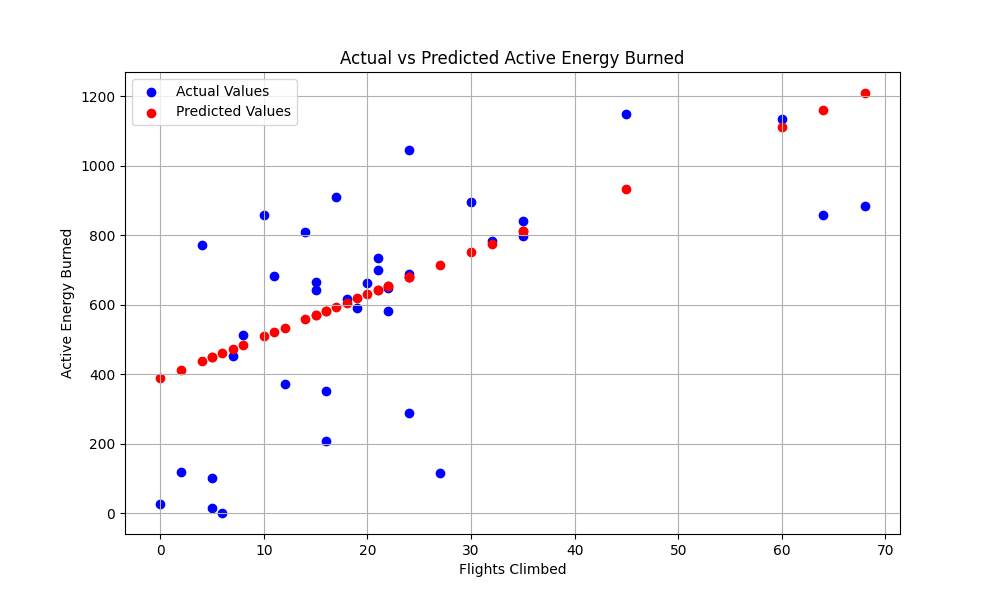 Actual vs Predicted Active Energy Burned
Actual Values
Predicted Values
1200
1000
800
600
400
200
0
Active Energy Burned
0 10 20 30 40 50 60 70
Flights Climbed